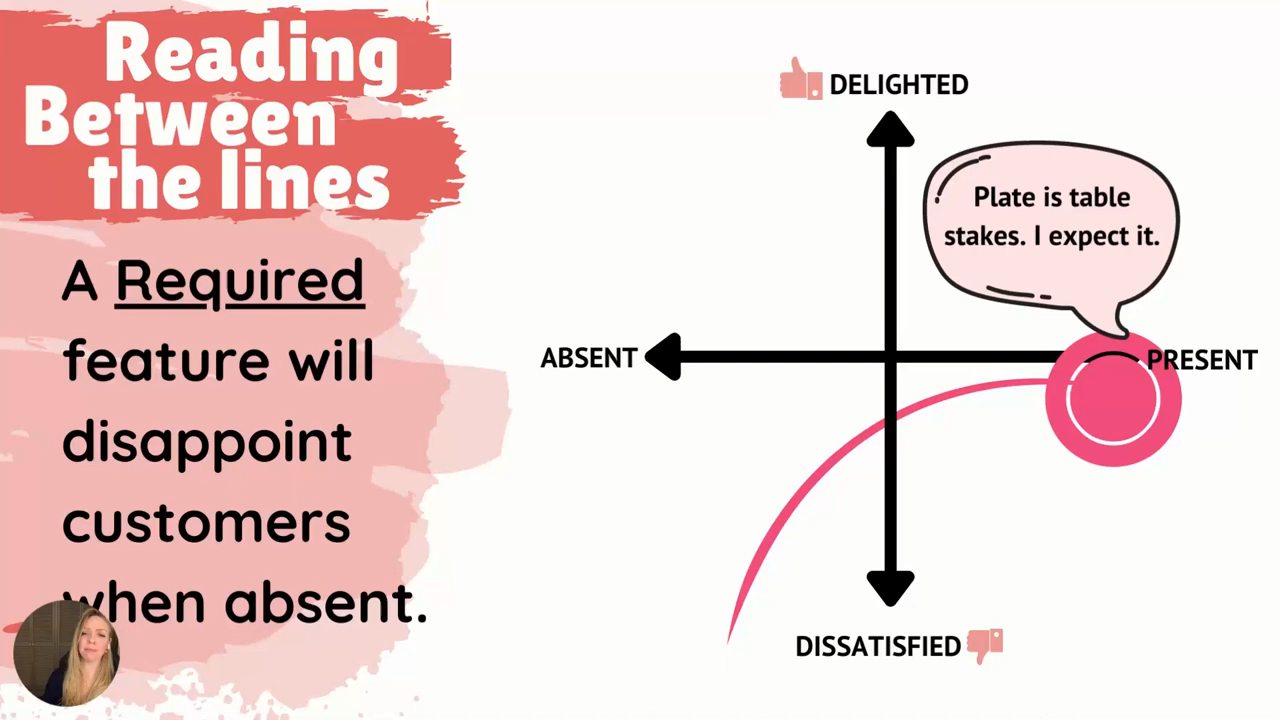 Reading
Between
the lines
A Required
feature will
disappoint
customers
when absent.
DELIGHTED
Plate is table
stakes. I expect it.
ABSENT
PRESENT
DISSATISFIED